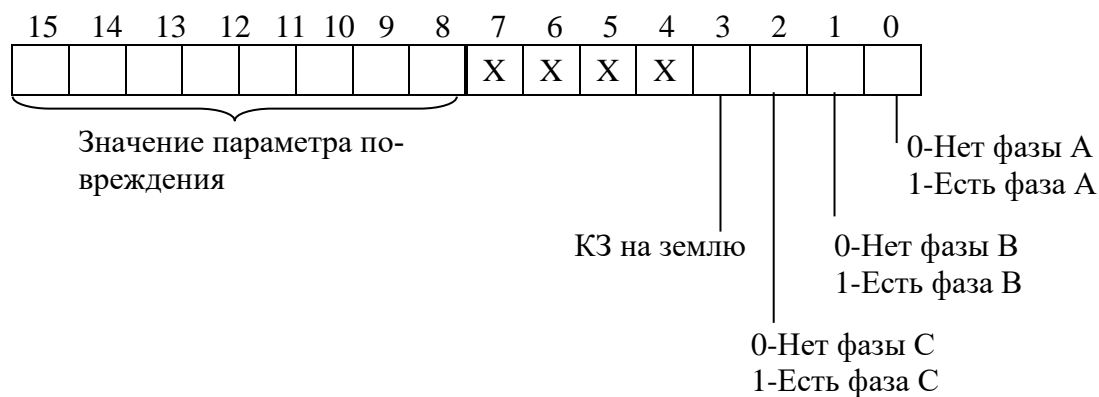 15 14 13 12 11 10 9 8 7 6 5 4 3 2 1 0
X X X X
Значение параметра по-
вреждения
0-Нет фазы А
1-Есть фаза А
КЗ на землю
0-Нет фазы В
1-Есть фаза В
0-Нет фазы С
1-Есть фаза С